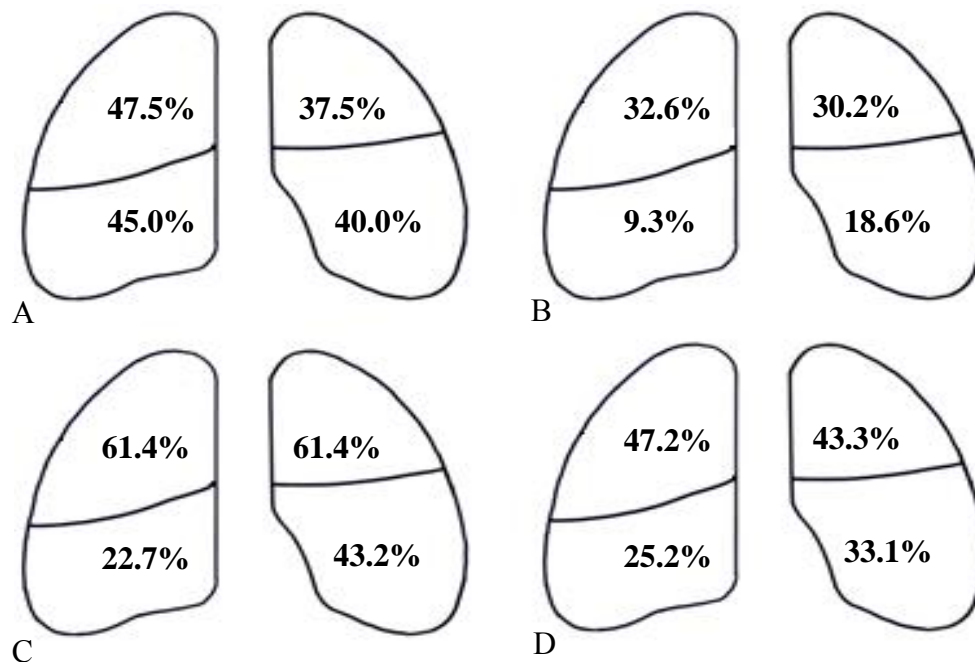 47.5% 37.5%
45.0% 40.0%
A
32.6% 30.2%
9.3% 18.6%
B
61.4% 61.4%
22.7% 43.2%
C
47.2% 43.3%
25.2% 33.1%
D